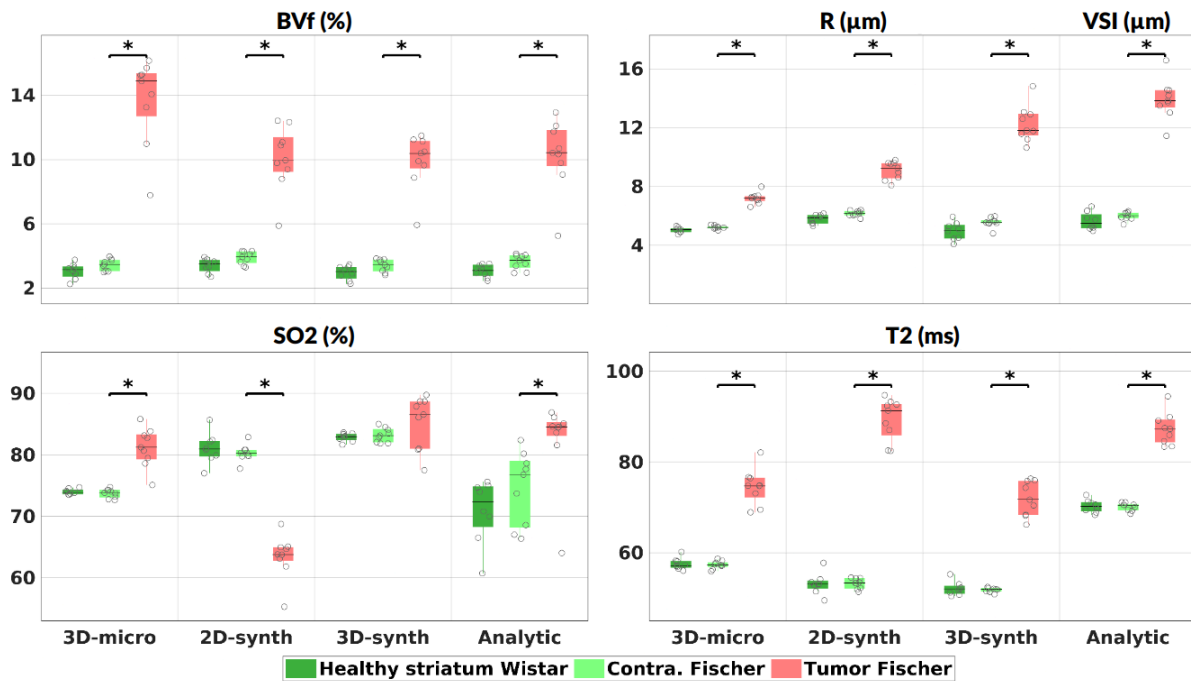 BVf (%)
R (μm)
VSI (μm)
*
*
*
*
*
*
*
*
14
10
6
2
16
12
8
4
SO2 (%)
T2 (ms)
*
*
*
*
*
*
*
90
80
70
60
100
80
60
3D-micro
2D-synth
3D-synth
Analytic
3D-micro
2D-synth
3D-synth
Analytic
Healthy striatum Wistar
Contra. Fischer
Tumor Fischer